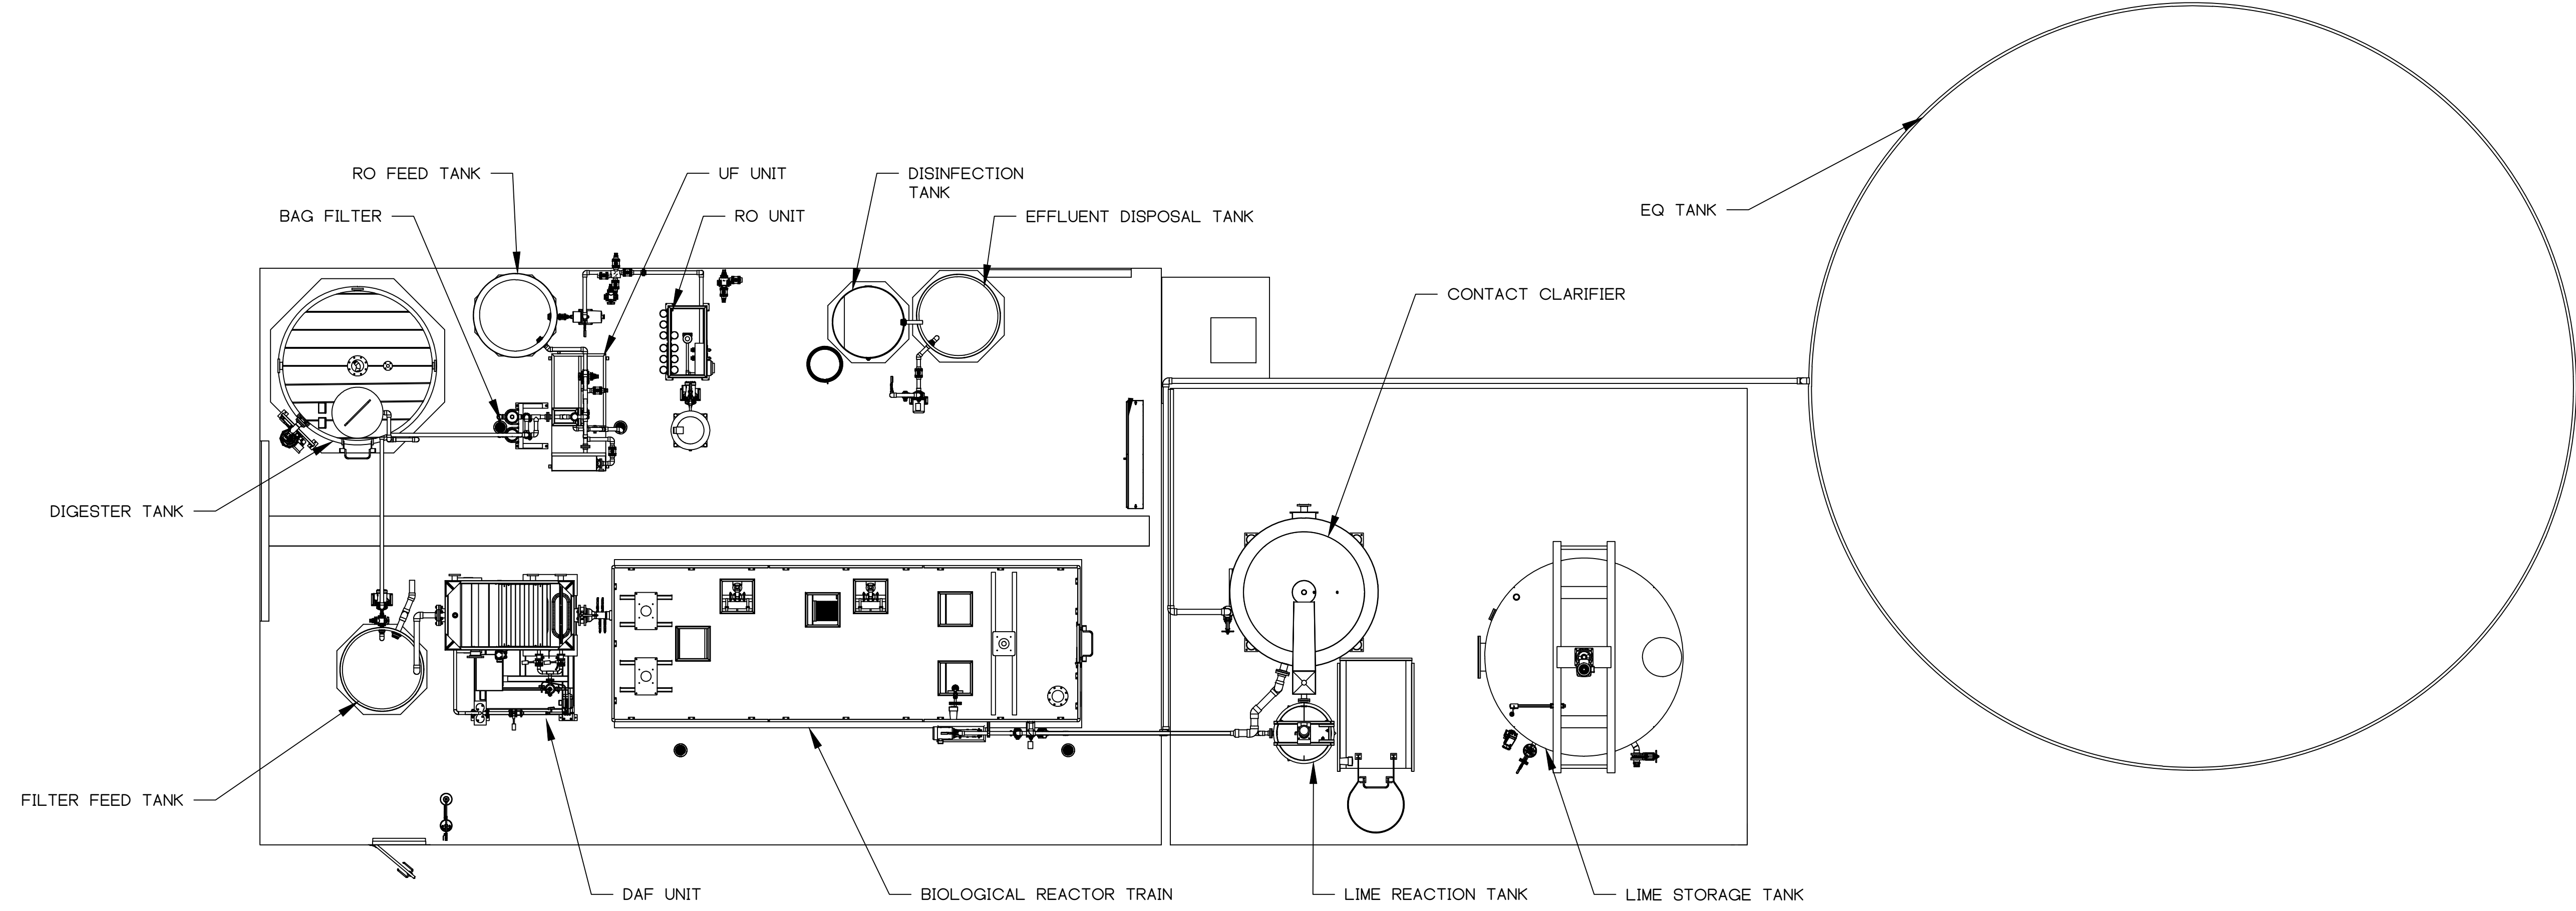 RO FEED TANK
UF UNIT
DISINFECTION
TANK
BAG FILTER
RO UNIT
EFFLUENT DISPOSAL TANK
EQ TANK
CONTACT CLARIFIER
DIGESTER TANK
FILTER FEED TANK
DAF UNIT
BIOLOGICAL REACTOR TRAIN
LIME REACTION TANK
LIME STORAGE TANK